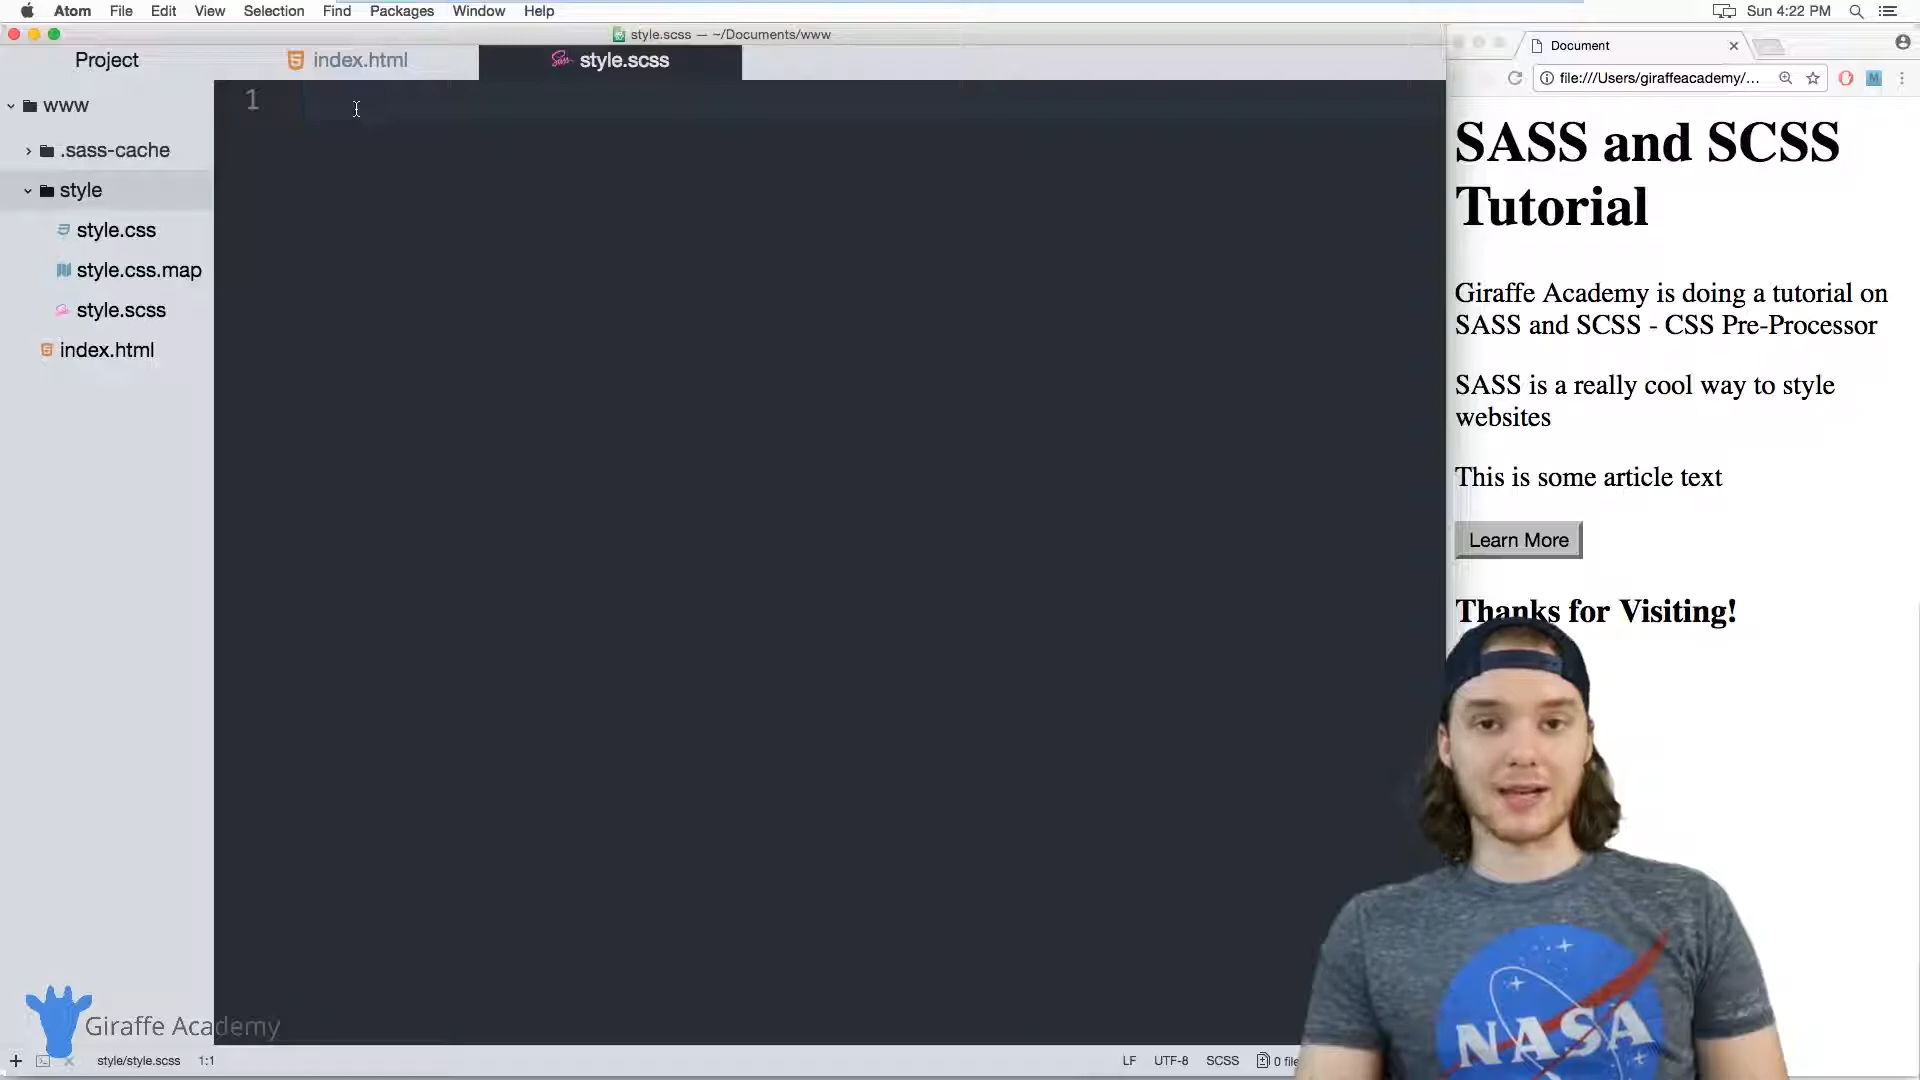 Atom File Edit View Selection Find Packages Window Help
Sun 4:22 PM
style.scss — ~/Documents/www
Project
index.html
style.scss
Document
file:///Users/giraffeacademy/...
www
.sass-cache
style
style.css
style.css.map
style.scss
index.html
1
SASS and SCSS
Tutorial
Giraffe Academy is doing a tutorial on
SASS and SCSS - CSS Pre-Processor
SASS is a really cool way to style
websites
This is some article text
Learn More
Thanks for Visiting!
NASA
Giraffe Academy
style/style.scss 1:1
LF UTF-8 SCSS 0 file